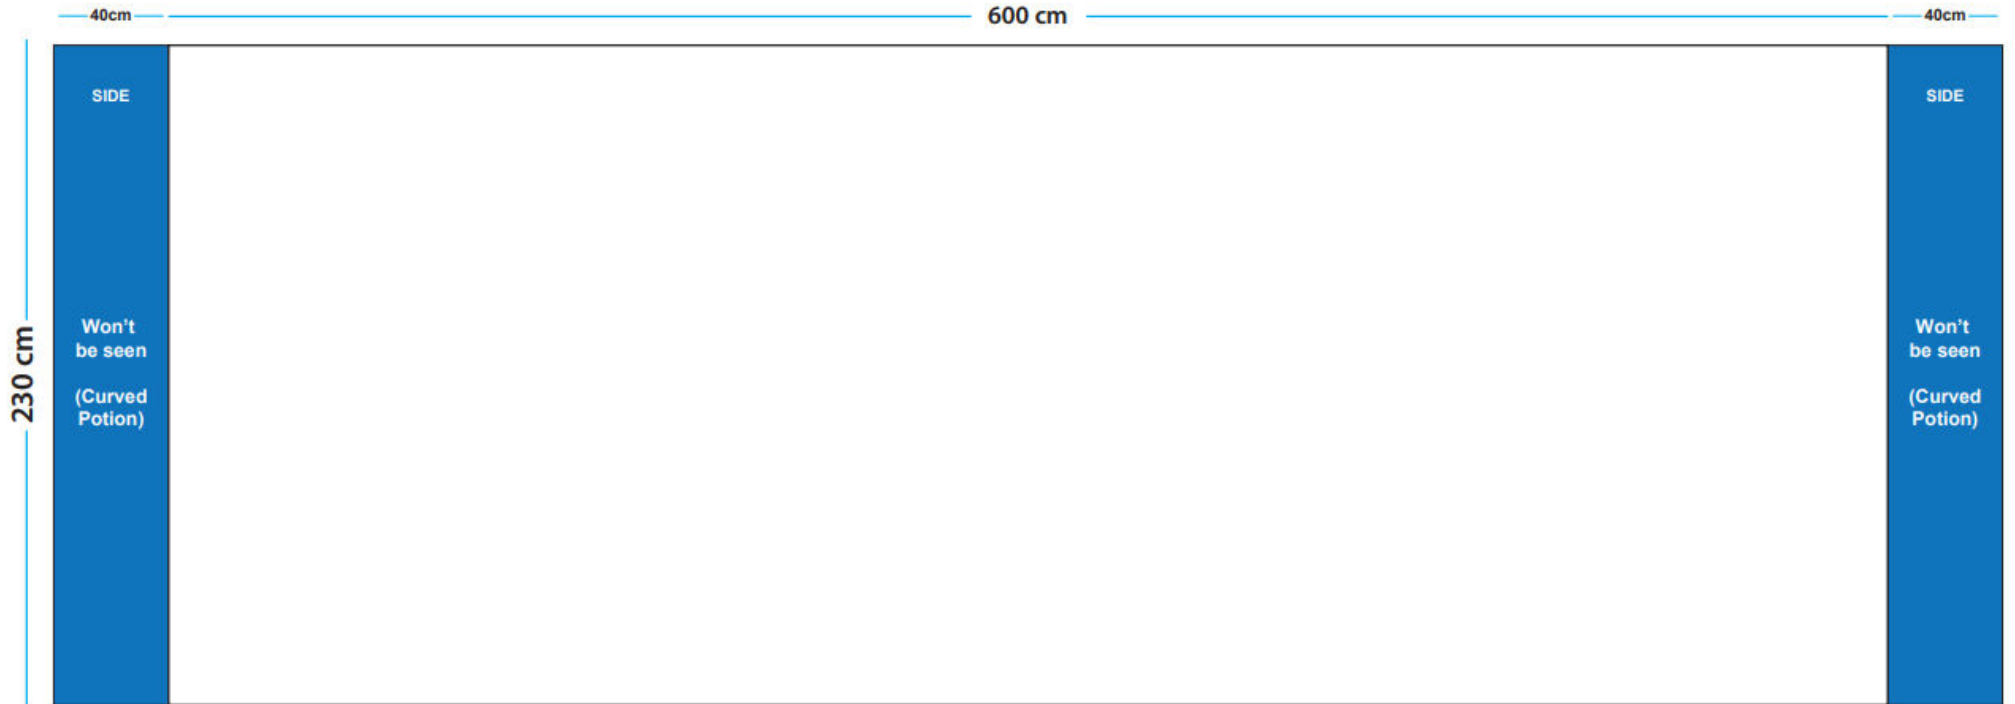 40cm
600 cm
40cm
230 cm
SIDE
Won't
be seen
(Curved
Potion)
SIDE
Won't
be seen
(Curved
Potion)